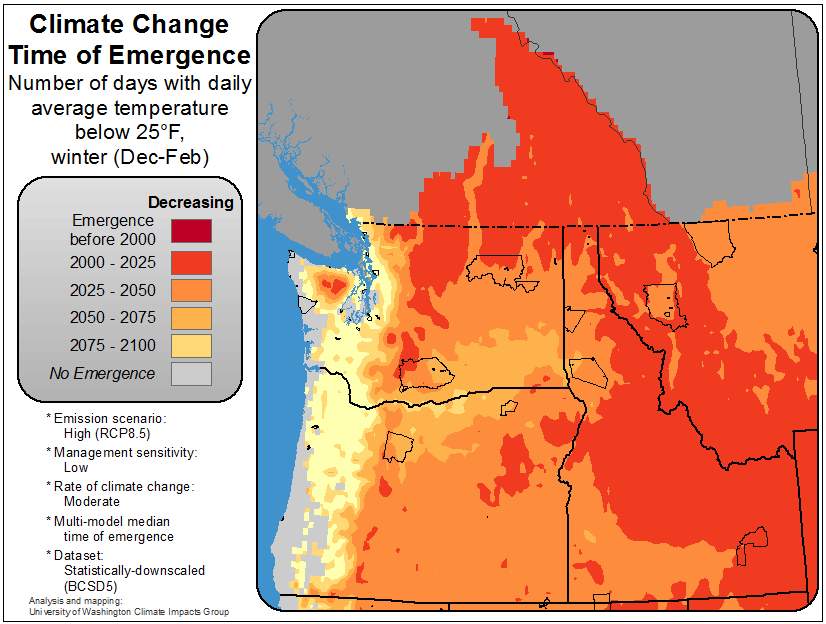 Climate Change
Time of Emergence
Number of days with daily
average temperature
below 25°F,
winter (Dec-Feb)
Decreasing
Emergence
before 2000
2000 - 2025
2025 - 2050
2050 - 2075
2075 - 2100
No Emergence
* Emission scenario:
High (RCP8.5)
* Management sensitivity:
Low
* Rate of climate change:
Moderate
* Multi-model median
time of emergence
* Dataset:
Statistically-downscaled
(BCSD5)
Analysis and mapping:
University of Washington Climate Impacts Group